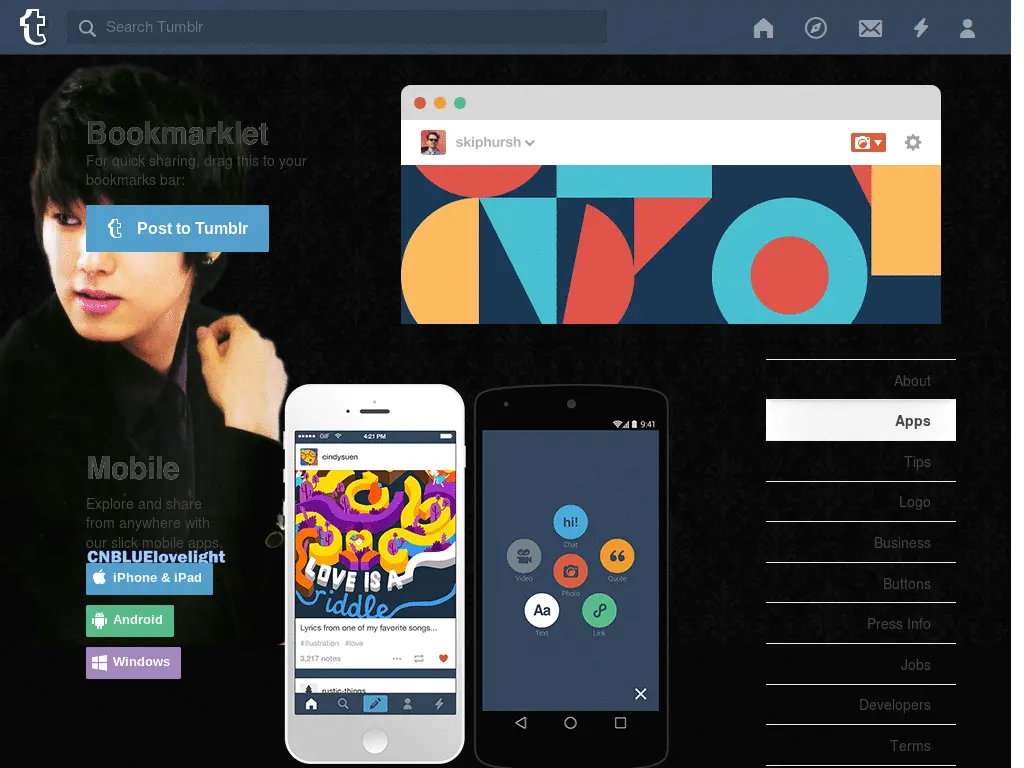 t
Search Tumblr
Bookmarklet
For quick sharing, drag this to your
bookmarks bar:
Post to Tumblr
skiphursh
Mobile
Explore and share
from anywhere with
our slick mobile apps.
CNBLUElovelight
iPhone & iPad
Android
Windows
GIF 4:21 PM
cindysuen
LOVE IS A
riddle
Lyrics from one of my favorite songs...
#illustration #love
3,217 notes
rustic-things
9:41
hi!
Chat
Video
Quote
Photo
Aa
Text
Link
About
Apps
Tips
Logo
Business
Buttons
Press Info
Jobs
Developers
Terms